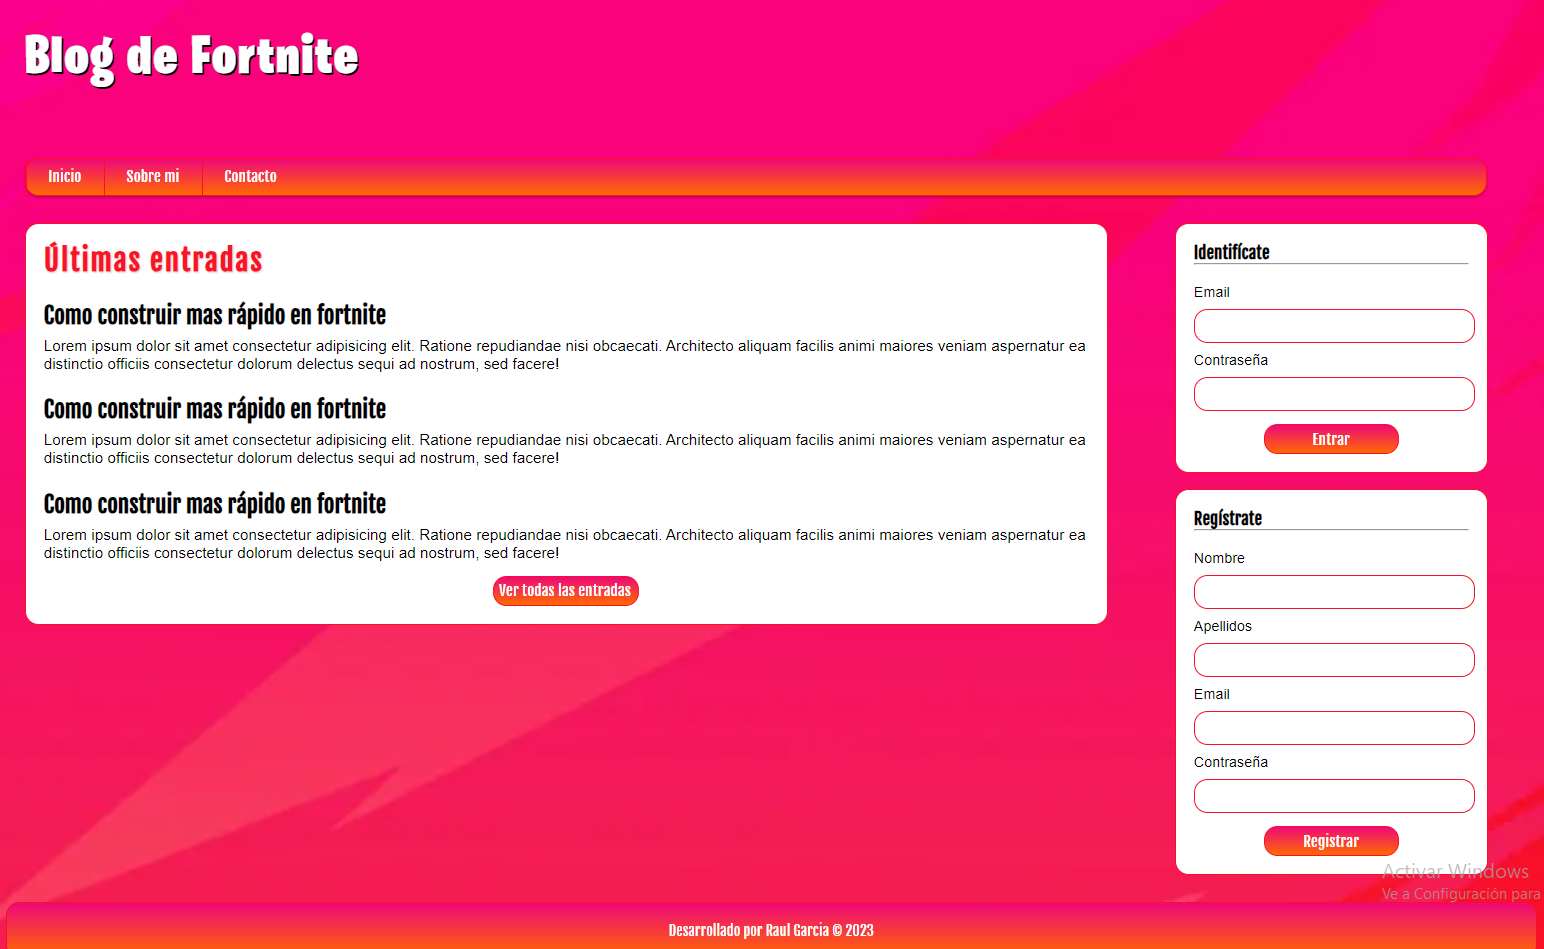 Blog de Fortnite
Inicio
Sobre mi
Contacto
Últimas entradas
Como construir mas rápido en fortnite
Lorem ipsum dolor sit amet consectetur adipisicing elit. Ratione repudiandae nisi obcaecati. Architecto aliquam facilis animi maiores veniam aspernatur ea
distinctio officiis consectetur dolorum delectus sequi ad nostrum, sed facere!
Como construir mas rápido en fortnite
Lorem ipsum dolor sit amet consectetur adipisicing elit. Ratione repudiandae nisi obcaecati. Architecto aliquam facilis animi maiores veniam aspernatur ea
distinctio officiis consectetur dolorum delectus sequi ad nostrum, sed facere!
Como construir mas rápido en fortnite
Lorem ipsum dolor sit amet consectetur adipisicing elit. Ratione repudiandae nisi obcaecati. Architecto aliquam facilis animi maiores veniam aspernatur ea
distinctio officiis consectetur dolorum delectus sequi ad nostrum, sed facere!
Ver todas las entradas
Identifícate
Email
Contraseña
Entrar
Regístrate
Nombre
Apellidos
Email
Contraseña
Registrar
Activar Windows
Ve a Configuración para
Desarrollado por Raul Garcia © 2023